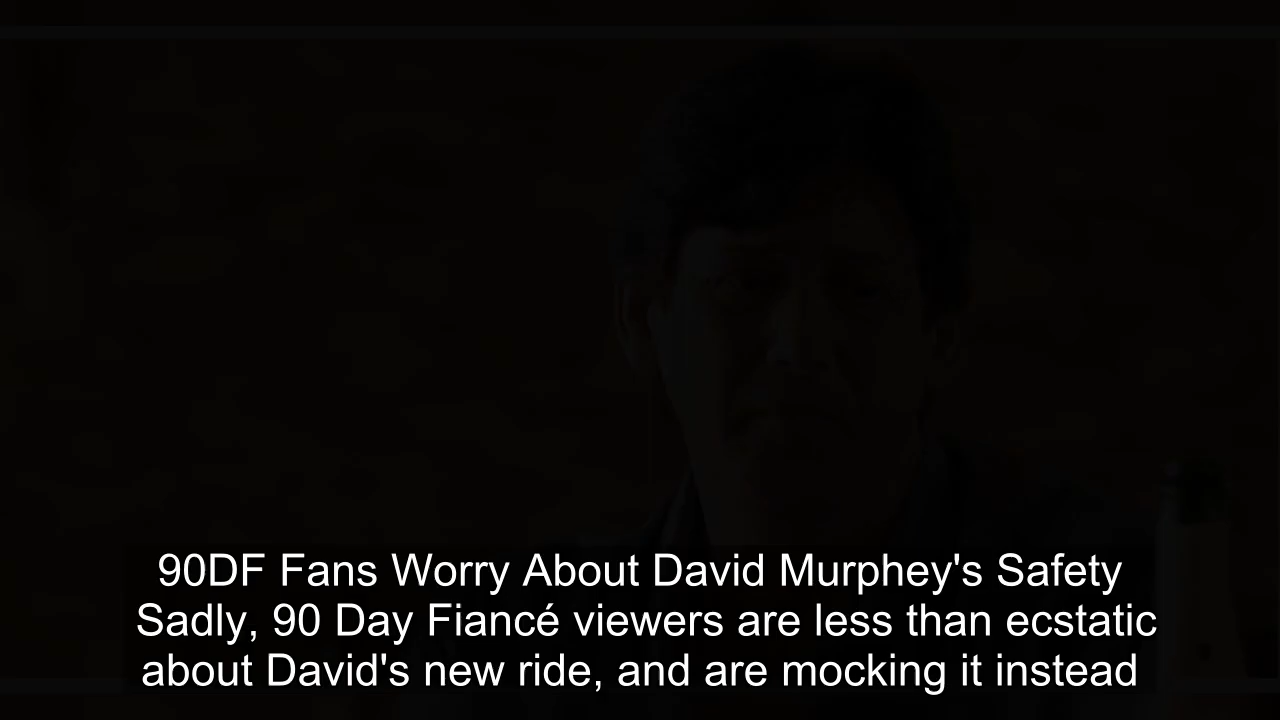 90DF Fans Worry About David Murphey's Safety
Sadly, 90 Day Fiancé viewers are less than ecstatic
about David's new ride, and are mocking it instead